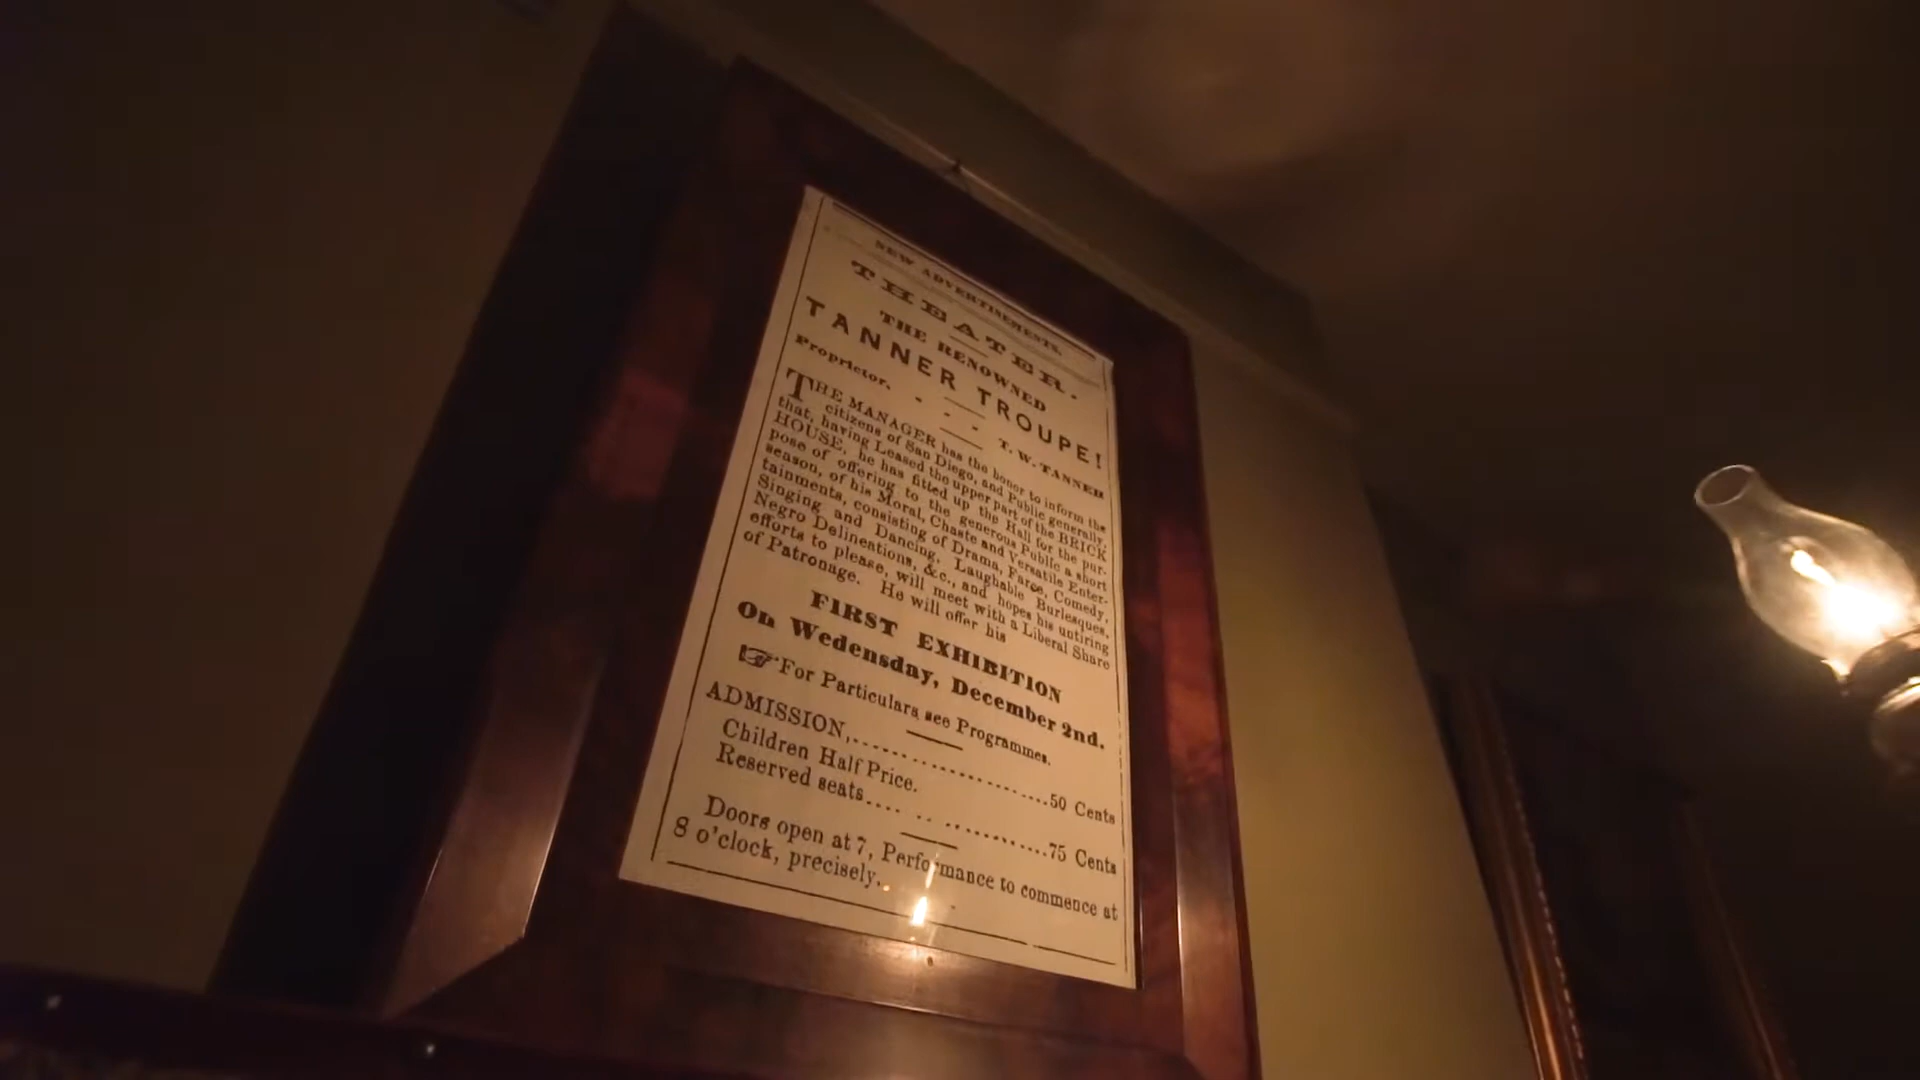 NEW ADVERTISEMENTS.
THEATER.
THE RENOWNED
TANNER TROUPE!
Proprietor, - - - T. W. TANNER
THE MANAGER has the honor to inform the
citizens of San Diego, and Public generally,
that, having Leased the upper part of the BRICK
HOUSE, he has fitted up the Hall for the pur-
pose of offering to the generous Public a short
season, of his Moral, Chaste and Versatile Enter-
tainments, consisting of Drama, Farce, Comedy,
Singing and Dancing, Laughable Burlesques,
Negro Delineations, &c., and hopes his untiring
efforts to please, will meet with a Liberal Share
of Patronage. He will offer his
FIRST EXHIBITION
On Wedensday, December 2nd.
☞ For Particulars see Programmes.
ADMISSION,........................50 Cents
Children Half Price.
Reserved seats.... .. ...........75 Cents
Doors open at 7, Performance to commence at
8 o'clock, precisely.